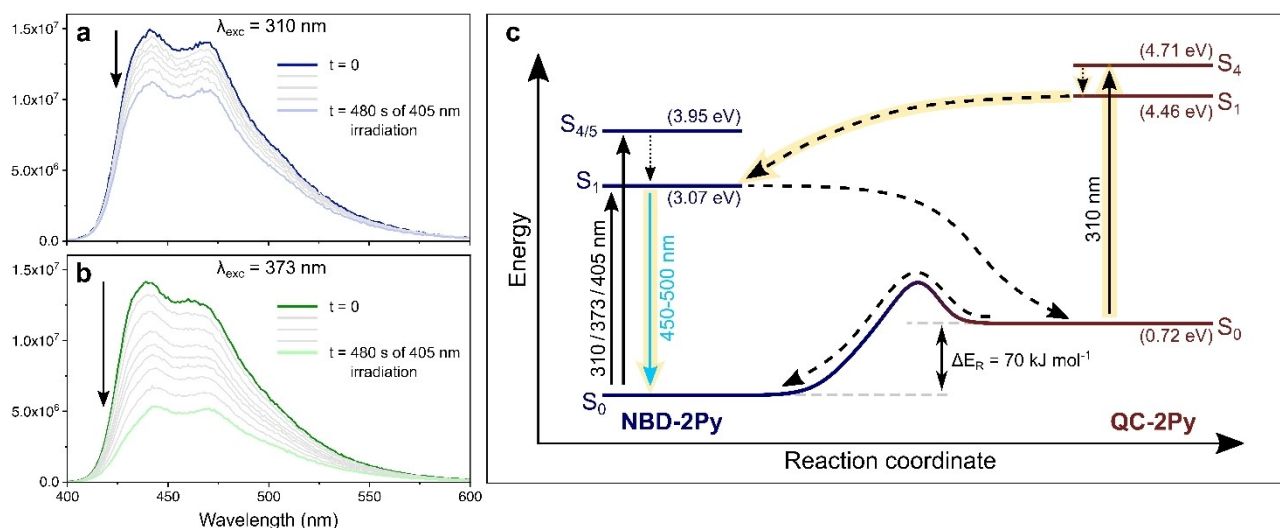 a
λexc = 310 nm
t = 0
t = 480 s of 405 nm
irradiation
1.5x10⁷
1.0x10⁷
5.0x10⁶
0.0
b
λexc = 373 nm
t = 0
t = 480 s of 405 nm
irradiation
1.5x10⁷
1.0x10⁷
5.0x10⁶
0.0
400
450
500
550
600
Wavelength (nm)
c
Energy
S4/5
(3.95 eV)
S1
(3.07 eV)
310 / 373 / 405 nm
450-500 nm
S0
NBD-2Py
(4.71 eV)
S4
S1
(4.46 eV)
310 nm
S0
(0.72 eV)
ΔER = 70 kJ mol⁻¹
QC-2Py
Reaction coordinate